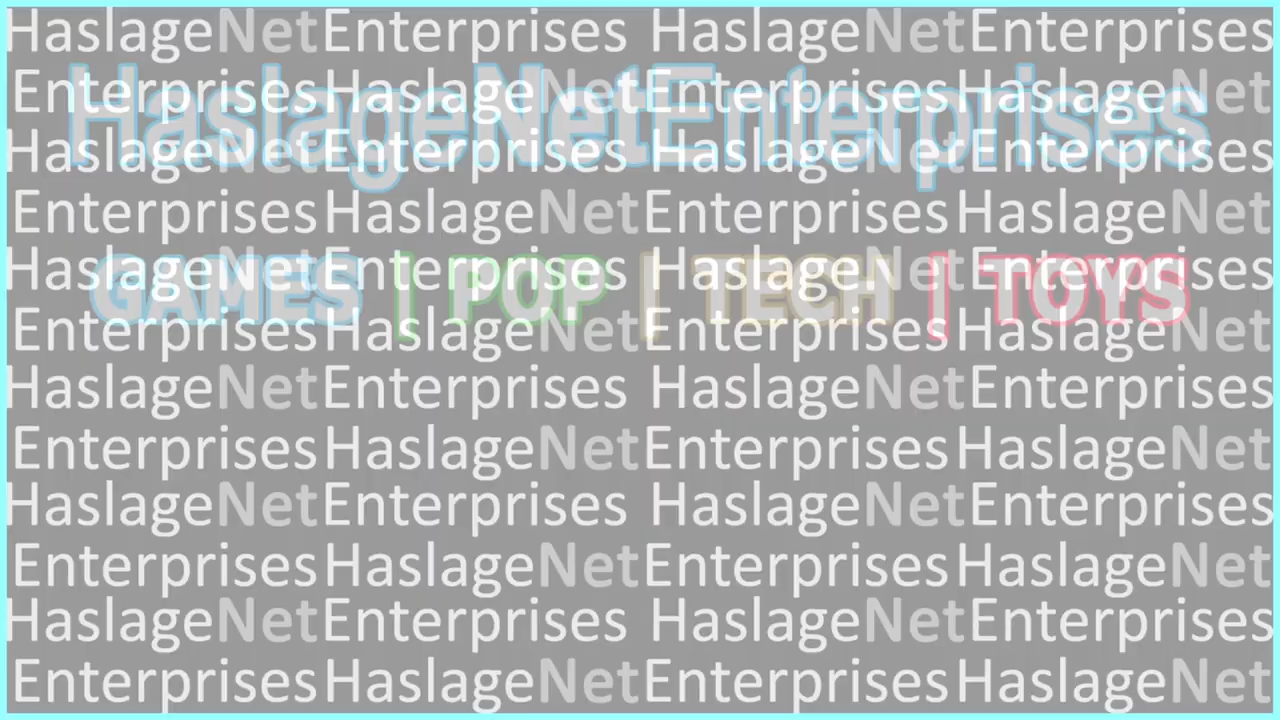 HaslageNetEnterprises HaslageNetEnterprises
EnterprisesHaslageNetEnterprisesHaslageNet
HaslageNetEnterprises
HaslageNetEnterprises HaslageNetEnterprises
EnterprisesHaslageNetEnterprisesHaslageNet
HaslageNetEnterprises HaslageNetEnterprises
GAMES | POP | TECH | TOYS
EnterprisesHaslageNetEnterprisesHaslageNet
HaslageNetEnterprises HaslageNetEnterprises
EnterprisesHaslageNetEnterprisesHaslageNet
HaslageNetEnterprises HaslageNetEnterprises
EnterprisesHaslageNetEnterprisesHaslageNet
HaslageNetEnterprises HaslageNetEnterprises
EnterprisesHaslageNetEnterprisesHaslageNet